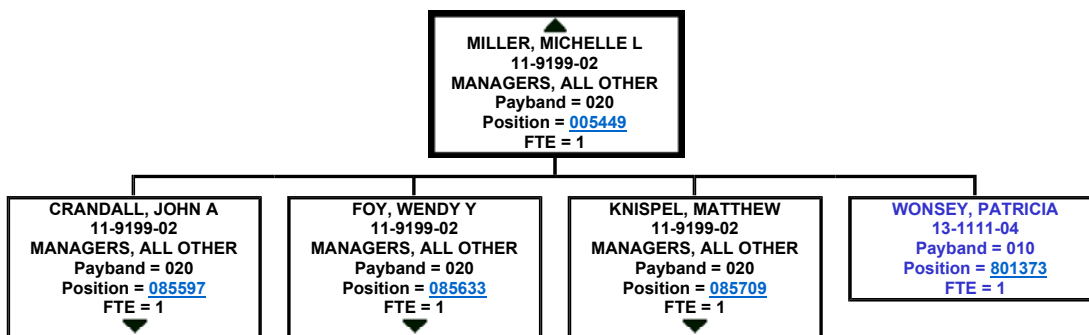 MILLER, MICHELLE L
11-9199-02
MANAGERS, ALL OTHER
Payband = 020
Position = 005449
FTE = 1
CRANDALL, JOHN A
11-9199-02
MANAGERS, ALL OTHER
Payband = 020
Position = 085597
FTE = 1
FOY, WENDY Y
11-9199-02
MANAGERS, ALL OTHER
Payband = 020
Position = 085633
FTE = 1
KNISPEL, MATTHEW
11-9199-02
MANAGERS, ALL OTHER
Payband = 020
Position = 085709
FTE = 1
WONSEY, PATRICIA
13-1111-04
Payband = 010
Position = 801373
FTE = 1